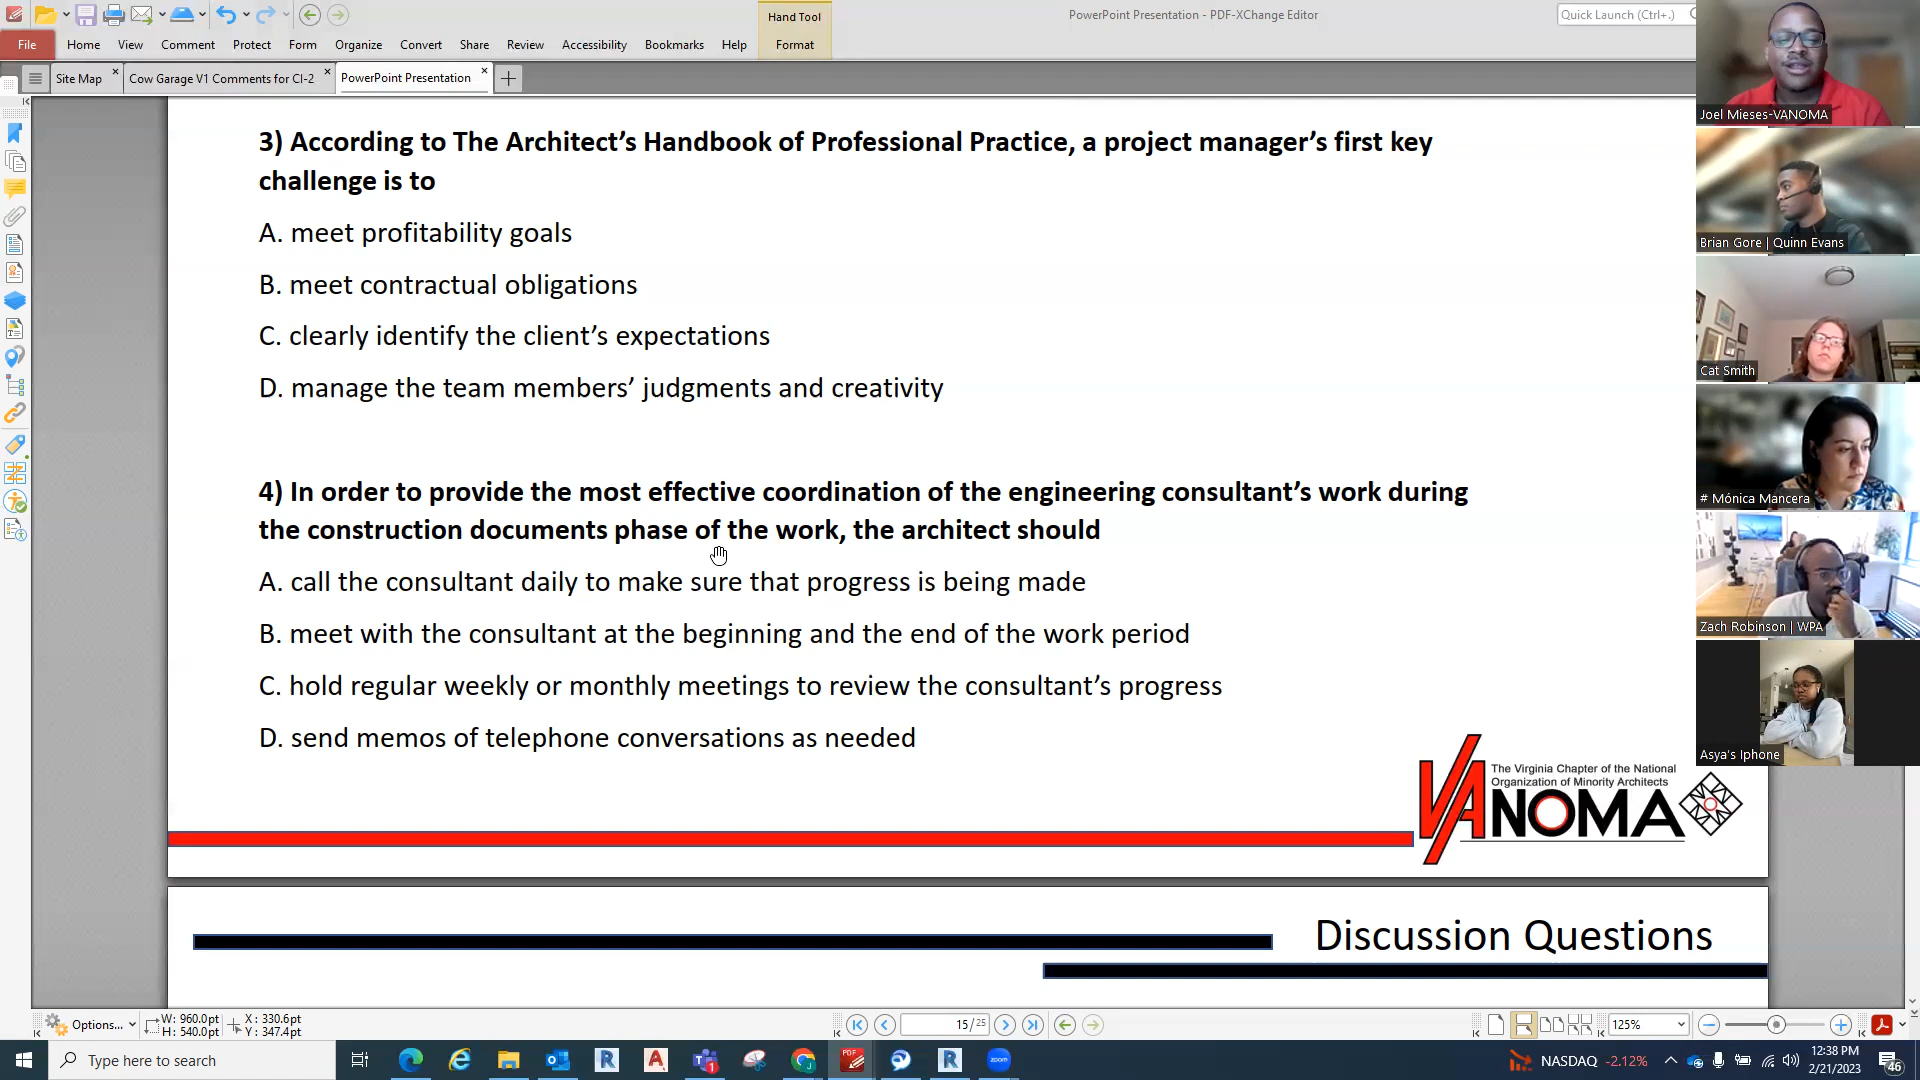 Hand Tool
PowerPoint Presentation - PDF-XChange Editor
Quick Launch (Ctrl+.)
File Home View Comment Protect Form Organize Convert Share Review Accessibility Bookmarks Help Format
Site Map Cow Garage V1 Comments for CI-2 PowerPoint Presentation
3) According to The Architect’s Handbook of Professional Practice, a project manager’s first key
challenge is to
A. meet profitability goals
B. meet contractual obligations
C. clearly identify the client’s expectations
D. manage the team members’ judgments and creativity
4) In order to provide the most effective coordination of the engineering consultant’s work during
the construction documents phase of the work, the architect should
A. call the consultant daily to make sure that progress is being made
B. meet with the consultant at the beginning and the end of the work period
C. hold regular weekly or monthly meetings to review the consultant’s progress
D. send memos of telephone conversations as needed
The Virginia Chapter of the National
Organization of Minority Architects
VANOMA
Discussion Questions
Joel Mieses-VANOMA
Brian Gore | Quinn Evans
Cat Smith
# Mónica Mancera
Zach Robinson | WPA
Asya's Iphone
Options...
W: 960.0pt
H: 540.0pt
X: 330.6pt
Y: 347.4pt
15/25
125%
Type here to search
PDF
zoom
NASDAQ -2.12%
12:38 PM
2/21/2023
46